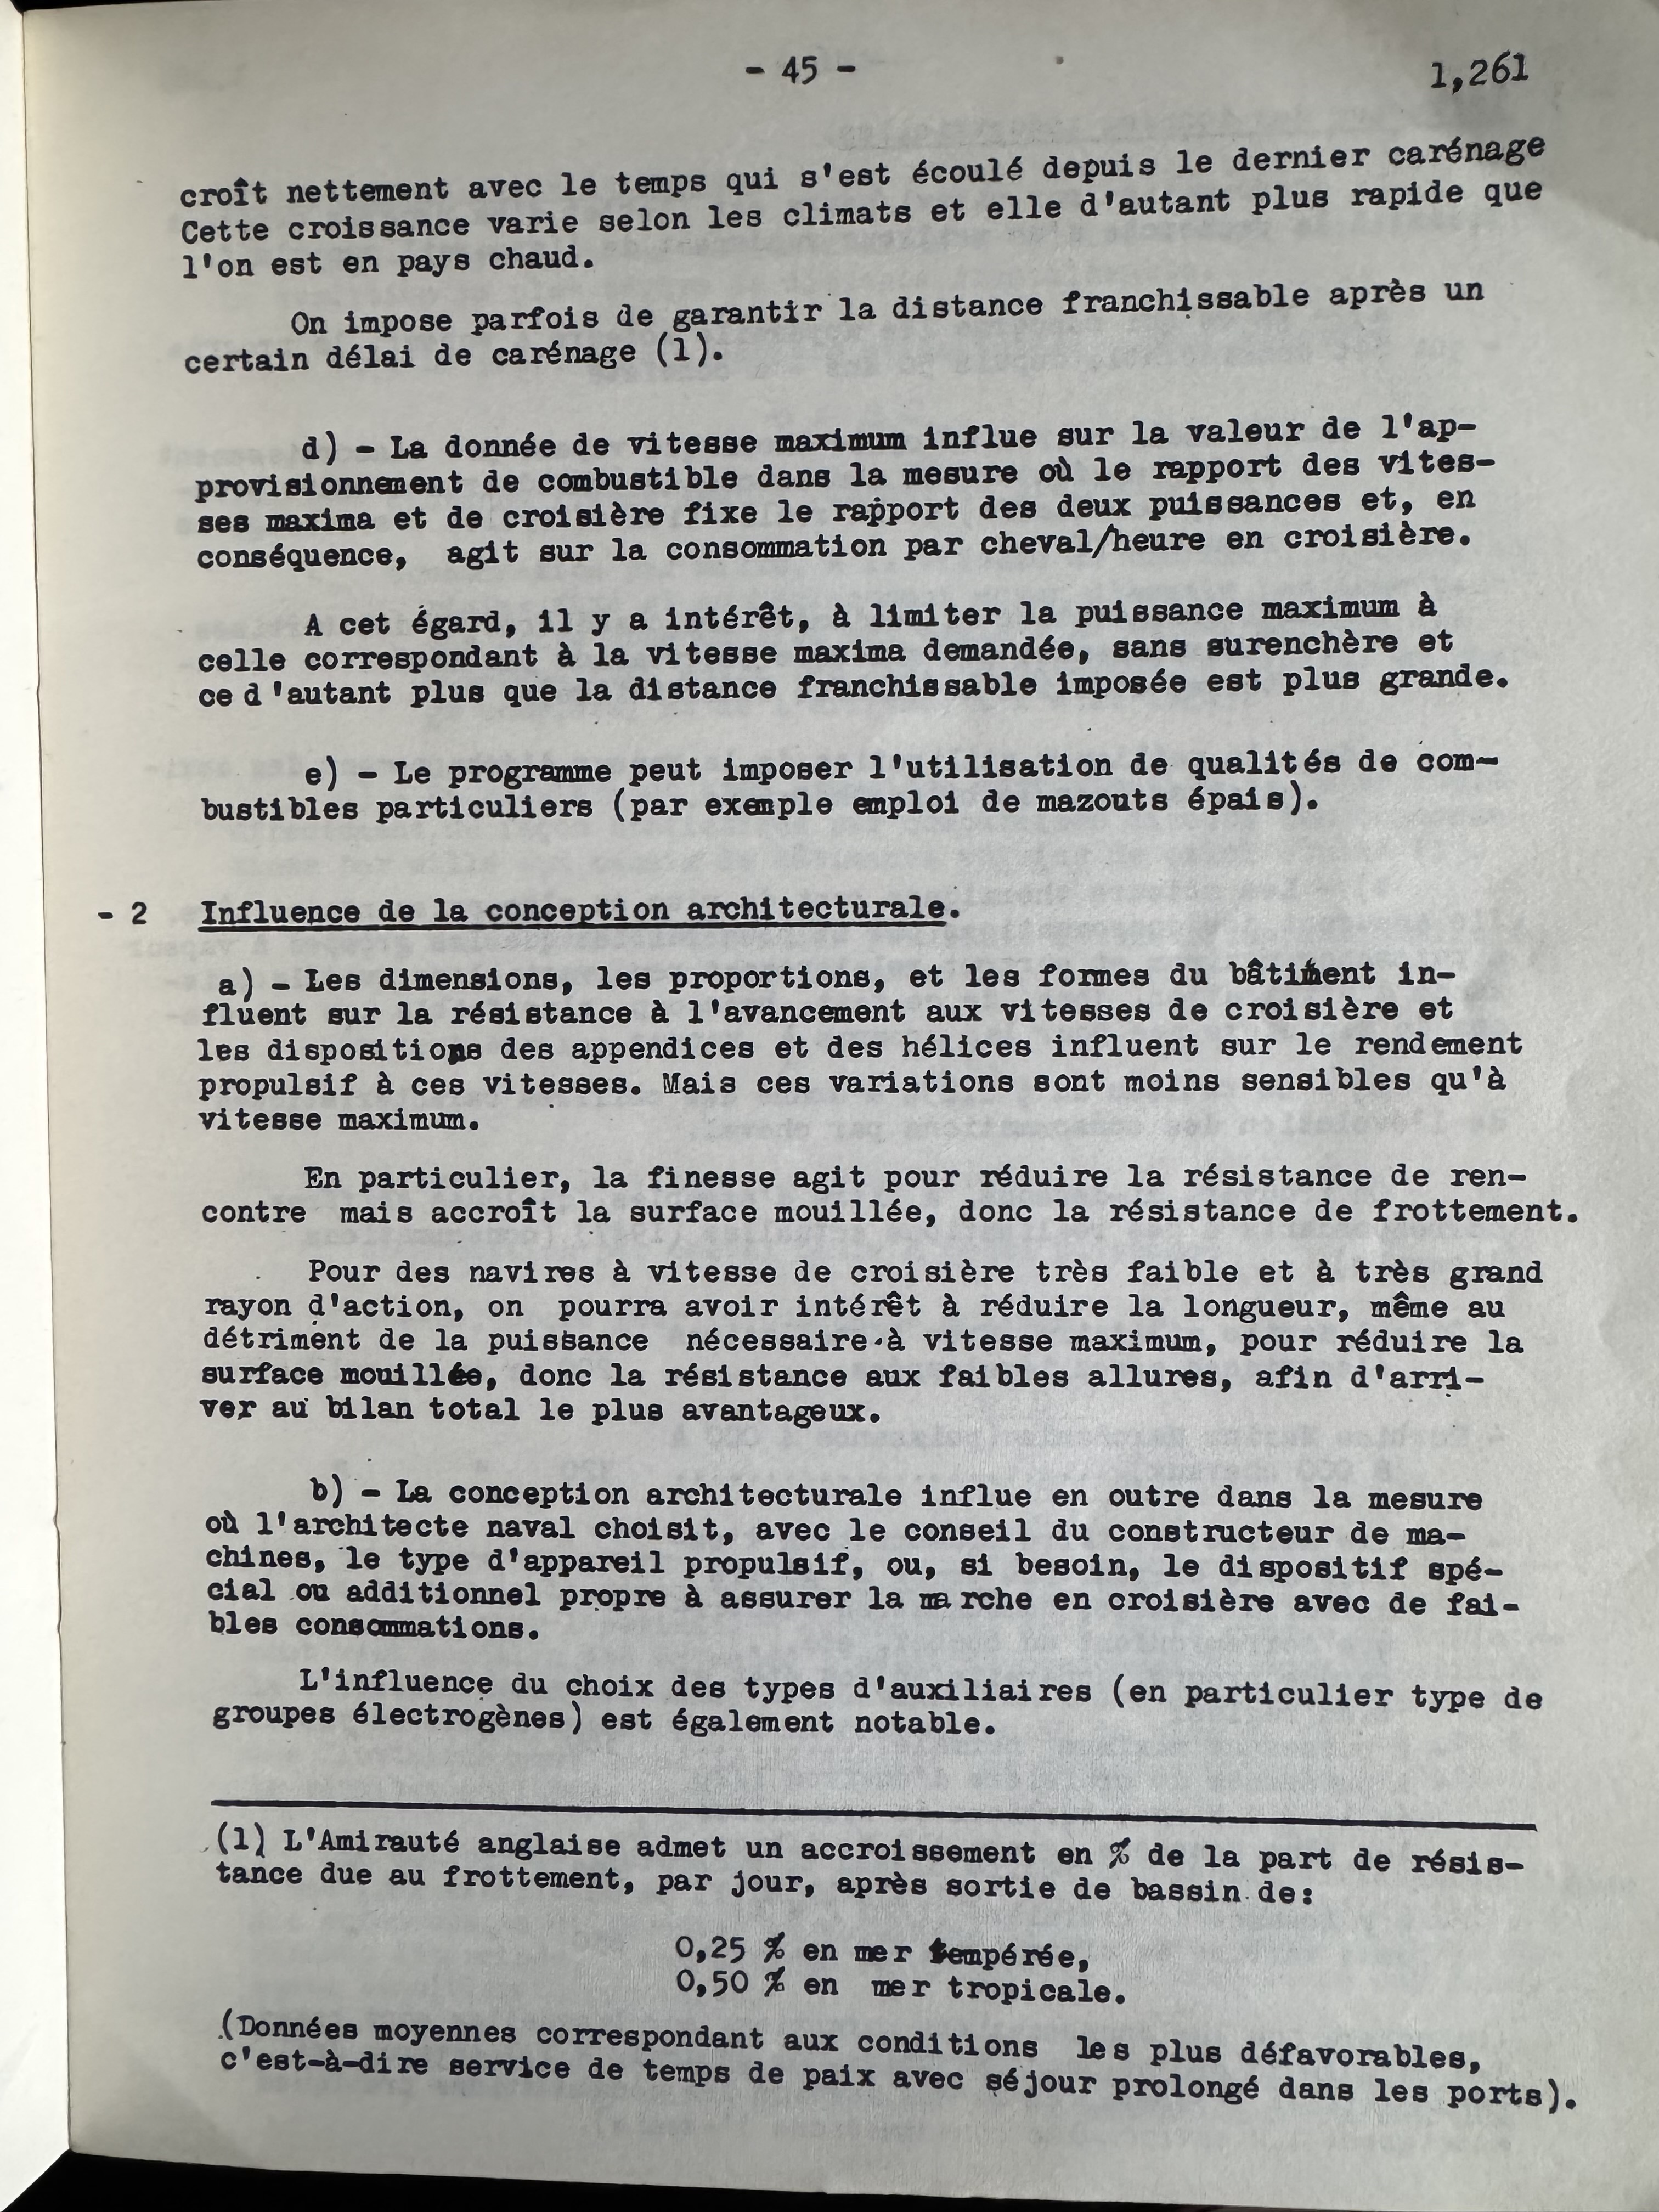 - 45 -
1,261
croît nettement avec le temps qui s'est écoulé depuis le dernier carénage
Cette croissance varie selon les climats et elle d'autant plus rapide que
l'on est en pays chaud.
On impose parfois de garantir la distance franchissable après un
certain délai de carénage (1).
d) - La donnée de vitesse maximum influe sur la valeur de l'ap-
provisionnement de combustible dans la mesure où le rapport des vites-
ses maxima et de croisière fixe le rapport des deux puissances et, en
conséquence, agit sur la consommation par cheval/heure en croisière.
A cet égard, il y a intérêt, à limiter la puissance maximum à
celle correspondant à la vitesse maxima demandée, sans surenchère et
ce d'autant plus que la distance franchissable imposée est plus grande.
e) - Le programme peut imposer l'utilisation de qualités de com-
bustibles particuliers (par exemple emploi de mazouts épais).
- 2 Influence de la conception architecturale.
a) - Les dimensions, les proportions, et les formes du bâtiment in-
fluent sur la résistance à l'avancement aux vitesses de croisière et
les dispositions des appendices et des hélices influent sur le rendement
propulsif à ces vitesses. Mais ces variations sont moins sensibles qu'à
vitesse maximum.
En particulier, la finesse agit pour réduire la résistance de ren-
contre mais accroît la surface mouillée, donc la résistance de frottement.
Pour des navires à vitesse de croisière très faible et à très grand
rayon d'action, on pourra avoir intérêt à réduire la longueur, même au
détriment de la puissance nécessaire à vitesse maximum, pour réduire la
surface mouillée, donc la résistance aux faibles allures, afin d'arri-
ver au bilan total le plus avantageux.
b) - La conception architecturale influe en outre dans la mesure
où l'architecte naval choisit, avec le conseil du constructeur de ma-
chines, le type d'appareil propulsif, ou, si besoin, le dispositif spé-
cial ou additionnel propre à assurer la marche en croisière avec de fai-
bles consommations.
L'influence du choix des types d'auxiliaires (en particulier type de
groupes électrogènes) est également notable.
(1) L'Amirauté anglaise admet un accroissement en % de la part de résis-
tance due au frottement, par jour, après sortie de bassin de:
0,25 % en mer tempérée,
0,50 % en mer tropicale.
(Données moyennes correspondant aux conditions les plus défavorables,
c'est-à-dire service de temps de paix avec séjour prolongé dans les ports).